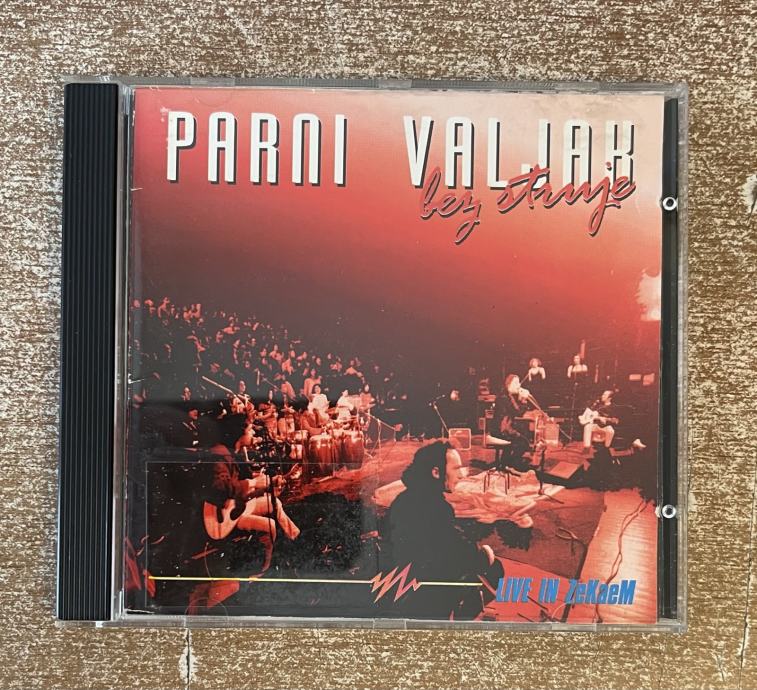 PARNI VALJAK
bez struje
LIVE IN ZeKaeM